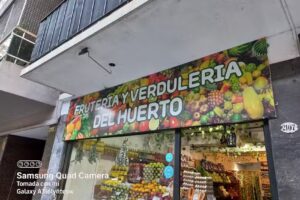 FRUTERIA Y VERDULERIA
DEL HUERTO
Samsung Quad Camera
Tomada con mi
Galaxy A